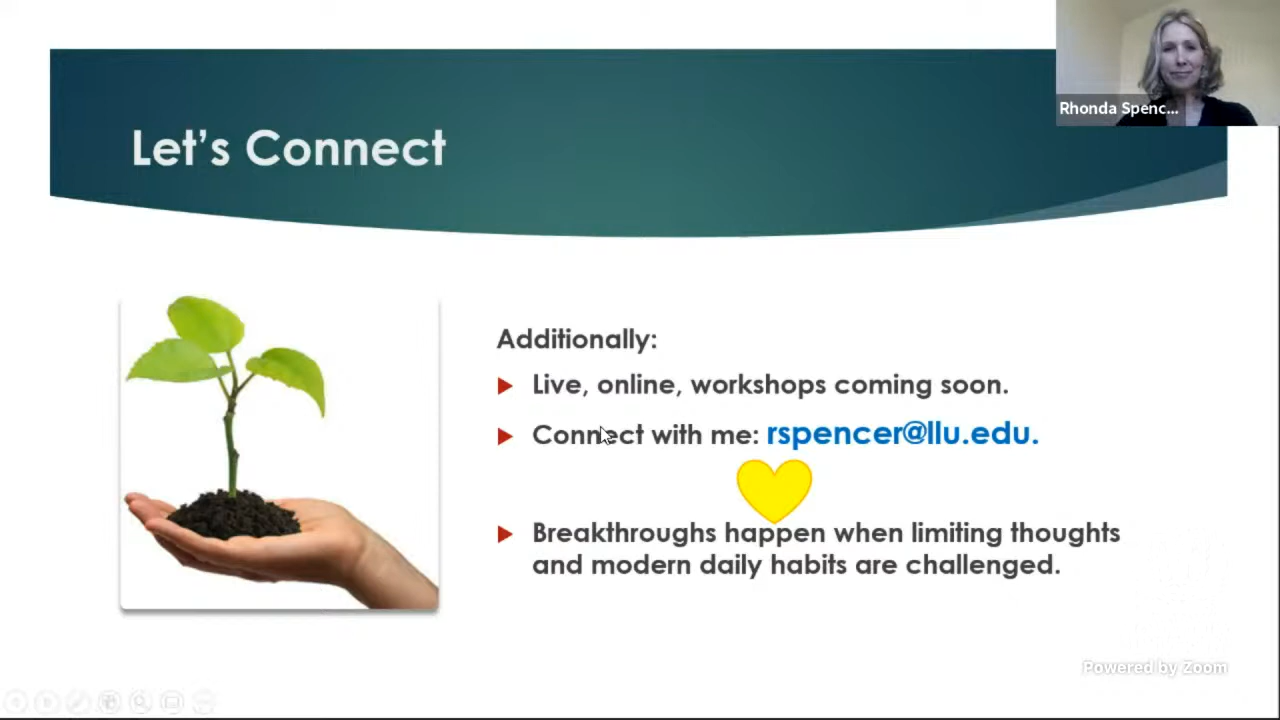 Rhonda Spenc...
Let's Connect
Additionally:
Live, online, workshops coming soon.
Connect with me: rspencer@llu.edu.
Breakthroughs happen when limiting thoughts
and modern daily habits are challenged.
Powered by Zoom